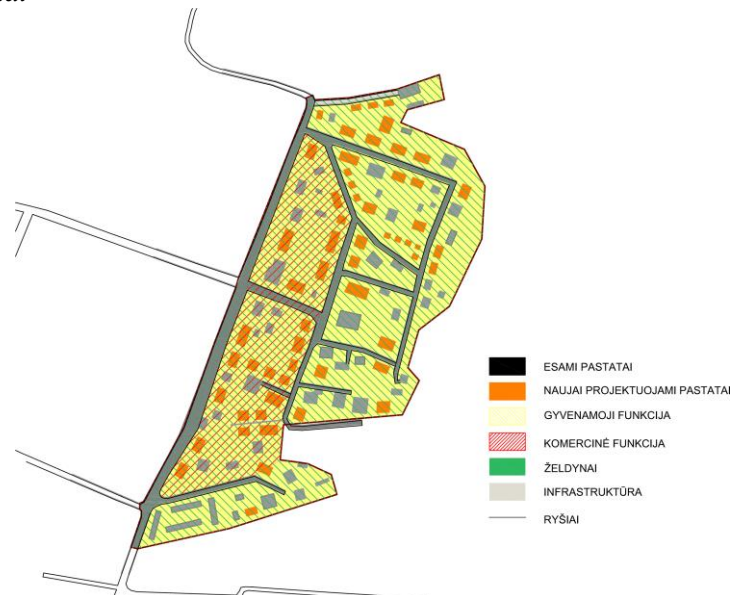 ESAMI PASTATAI
NAUJAI PROJEKTUOJAMI PASTATAI
GYVENAMOJI FUNKCIJA
KOMERCINĖ FUNKCIJA
ŽELDYNAI
INFRASTRUKTŪRA
RYŠIAI